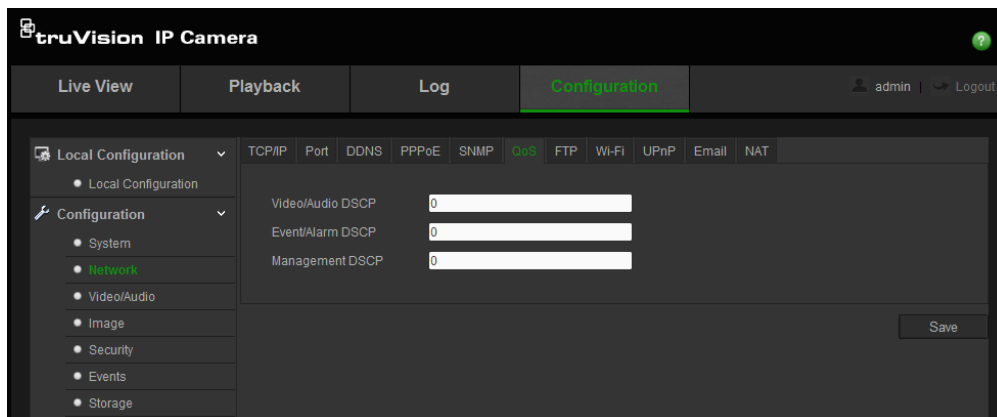 truVision IP Camera
?
Live View Playback Log Configuration admin | Logout
Local Configuration
TCP/IP Port DDNS PPPoE SNMP QoS FTP Wi-Fi UPnP Email NAT
Local Configuration
Configuration
System
Network
Video/Audio
Image
Security
Events
Storage
Video/Audio DSCP 0
Event/Alarm DSCP 0
Management DSCP 0
Save